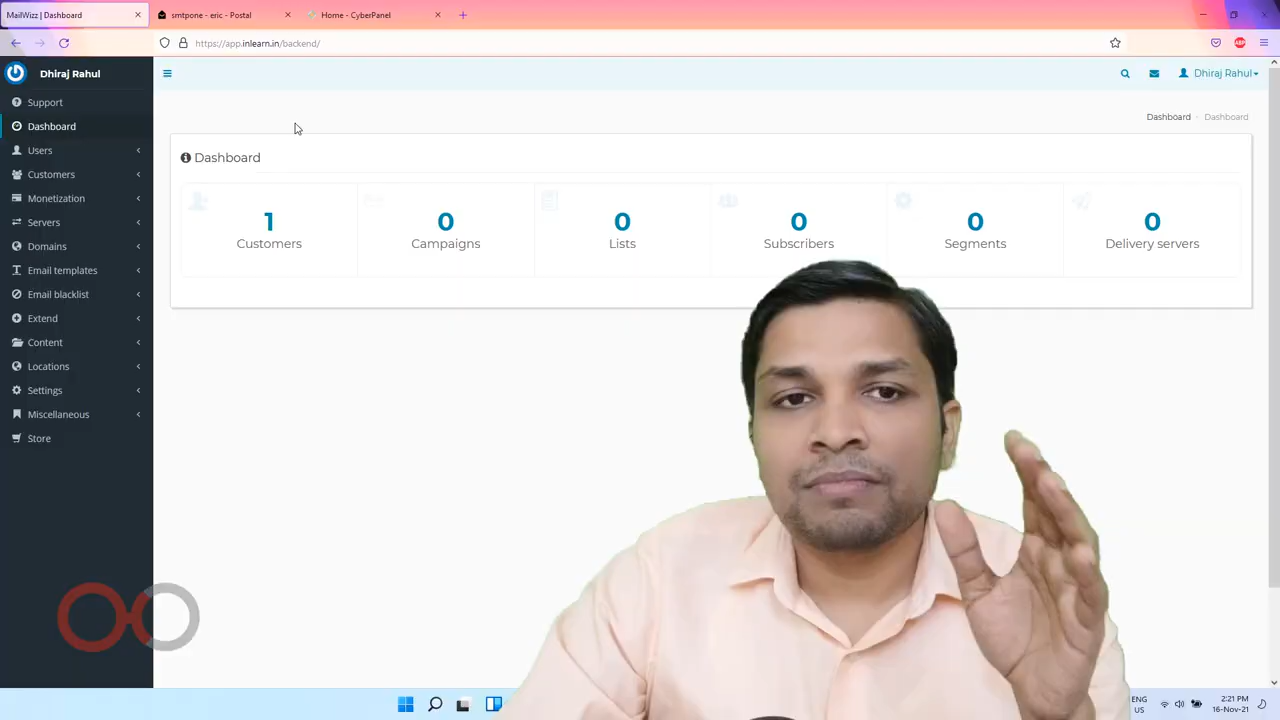 MailWizz | Dashboard
smtpone - eric - Postal
Home - CyberPanel
https://app.inlearn.in/backend/
Dhiraj Rahul
Dhiraj Rahul
Support
Dashboard
Users
Customers
Monetization
Servers
Domains
Email templates
Email blacklist
Extend
Content
Locations
Settings
Miscellaneous
Store
Dashboard - Dashboard
Dashboard
1
Customers
0
Campaigns
0
Lists
0
Subscribers
0
Segments
0
Delivery servers
ENG
US
2:21 PM
16-Nov-21